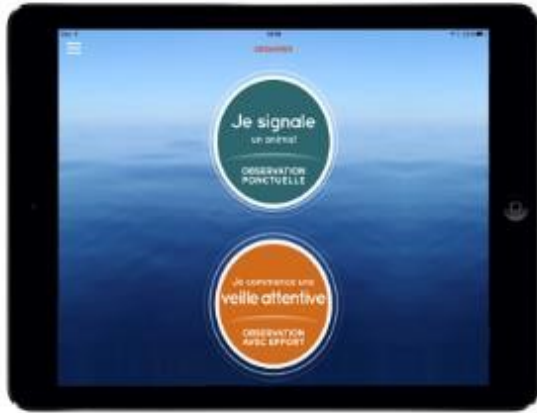 Je signale
un animal
OBSERVATION
PONCTUELLE
Je commence une
veille attentive
OBSERVATION
AVEC EFFORT